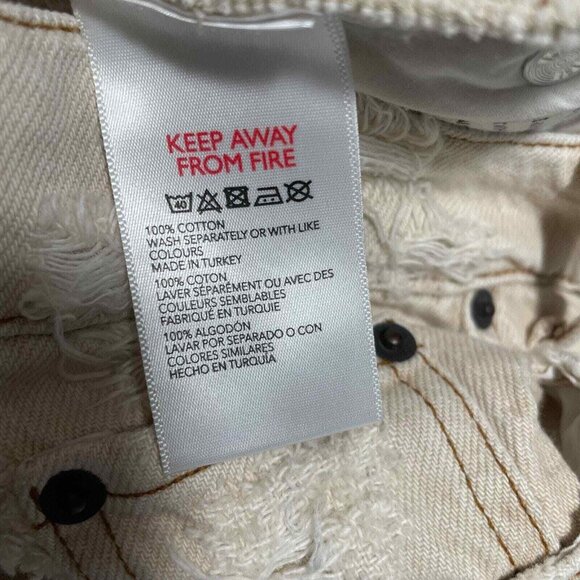 KEEP AWAY
FROM FIRE
40
100% COTTON
WASH SEPARATELY OR WITH LIKE
COLOURS
MADE IN TURKEY
100% COTON
LAVER SÉPARÉMENT OU AVEC DES
COULEURS SEMBLABLES
FABRIQUÉ EN TURQUIE
100% ALGODÓN
LAVAR POR SEPARADO O CON
COLORES SIMILARES
HECHO EN TURQUÍA